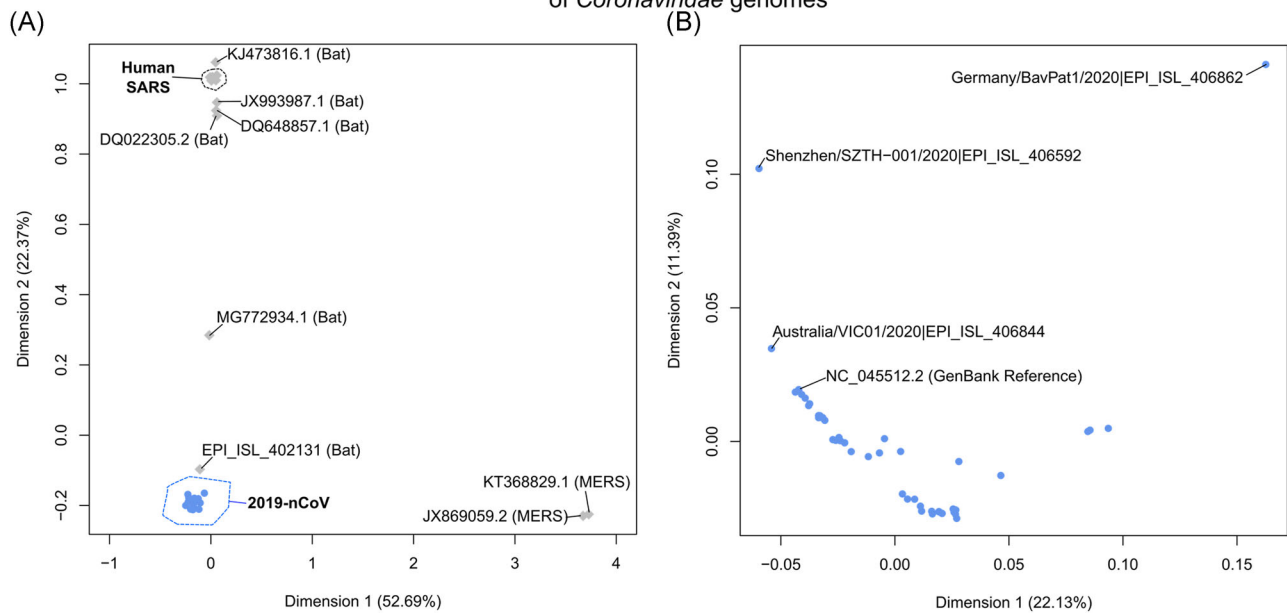 of Coronaviridae genomes
(A)
KJ473816.1 (Bat)
Human
SARS
JX993987.1 (Bat)
DQ648857.1 (Bat)
DQ022305.2 (Bat)
MG772934.1 (Bat)
EPI_ISL_402131 (Bat)
2019-nCoV
KT368829.1 (MERS)
JX869059.2 (MERS)
Dimension 2 (22.37%)
1.0
0.8
0.6
0.4
0.2
0.0
−0.2
−1
0
1
2
3
4
Dimension 1 (52.69%)
(B)
Germany/BavPat1/2020|EPI_ISL_406862
Shenzhen/SZTH−001/2020|EPI_ISL_406592
Australia/VIC01/2020|EPI_ISL_406844
NC_045512.2 (GenBank Reference)
Dimension 2 (11.39%)
0.10
0.05
0.00
−0.05
0.00
0.05
0.10
0.15
Dimension 1 (22.13%)